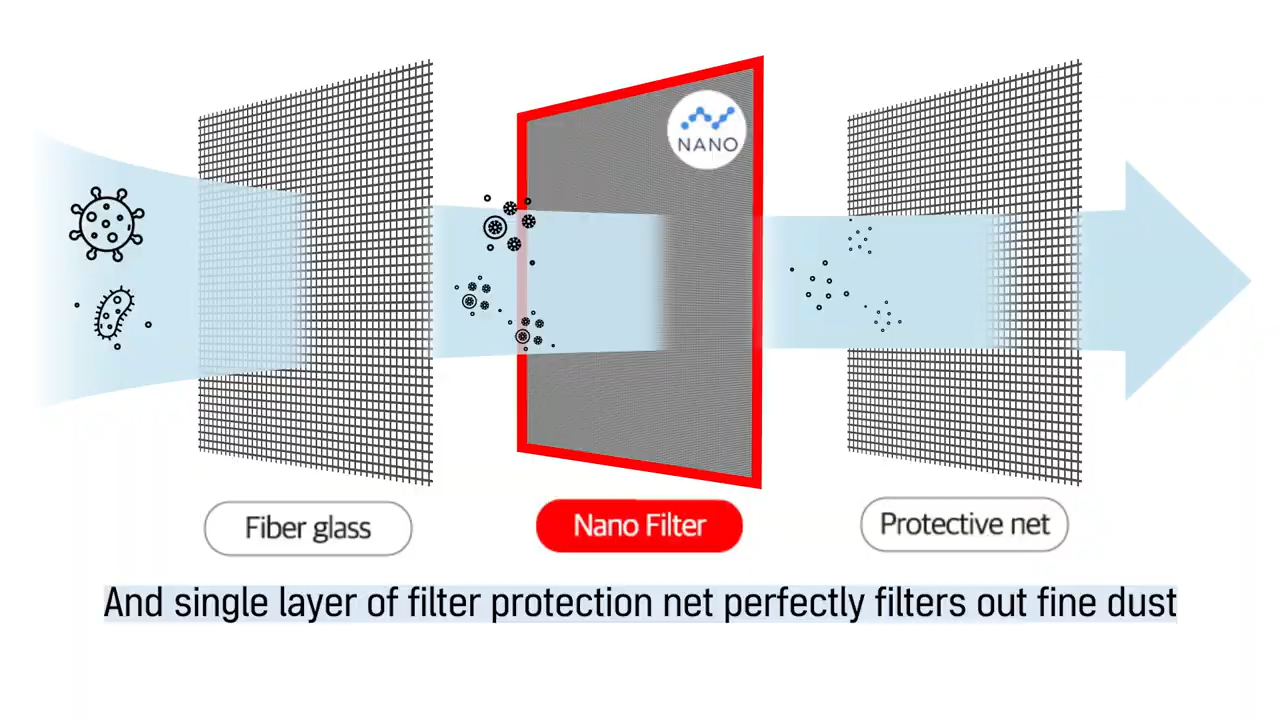 NANO
Fiber glass
Nano Filter
Protective net
And single layer of filter protection net perfectly filters out fine dust